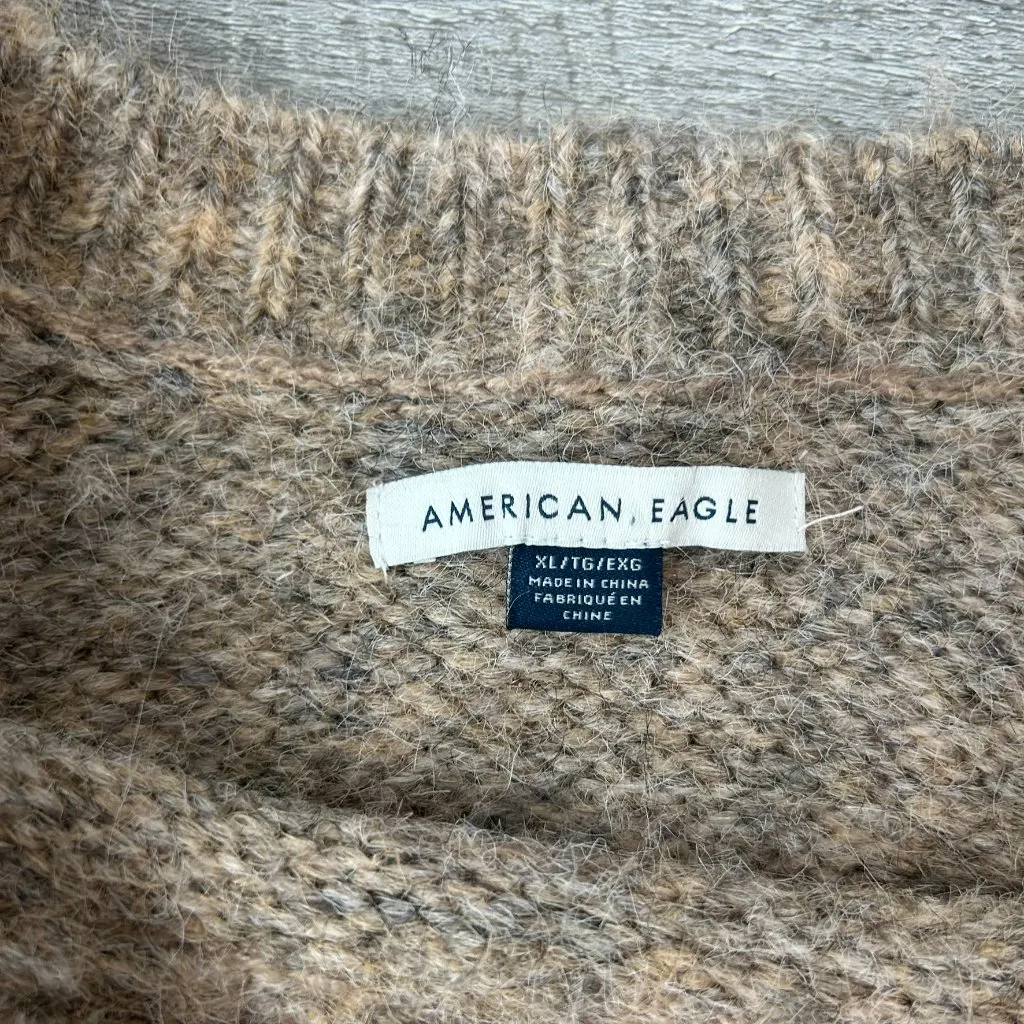 AMERICAN EAGLE
XL/TG/EXG
MADE IN CHINA
FABRIQUÉ EN
CHINE